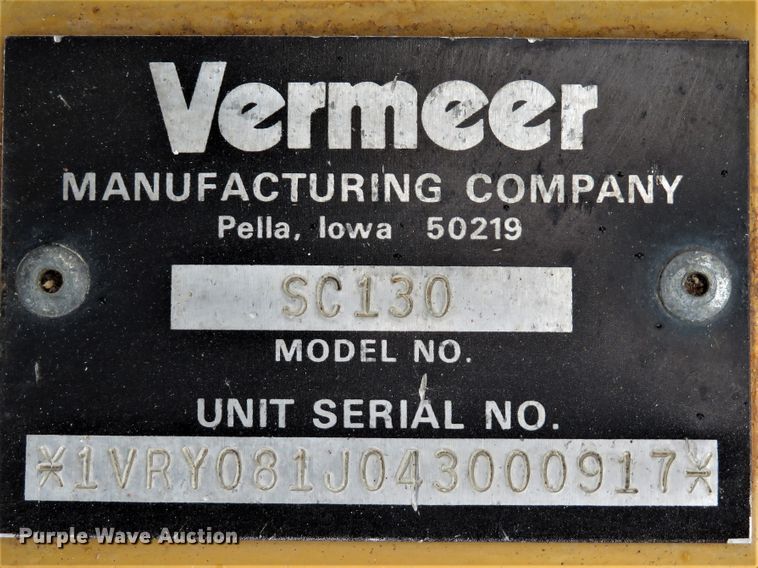 Vermeer
MANUFACTURING COMPANY
Pella, Iowa 50219
SC130
MODEL NO.
UNIT SERIAL NO.
*1VRY081J043000917*
Purple Wave Auction